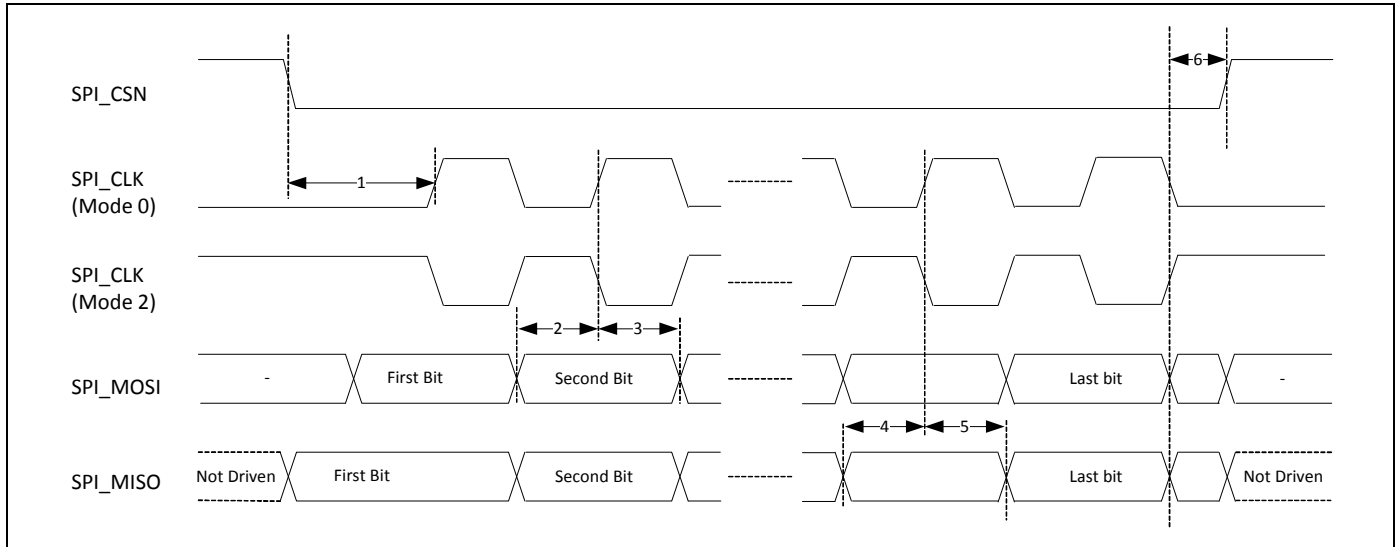 6
SPI_CSN
SPI_CLK
(Mode 0)
1
SPI_CLK
(Mode 2)
2 3
SPI_MOSI - First Bit Second Bit Last bit -
4 5
SPI_MISO Not Driven First Bit Second Bit Last bit Not Driven